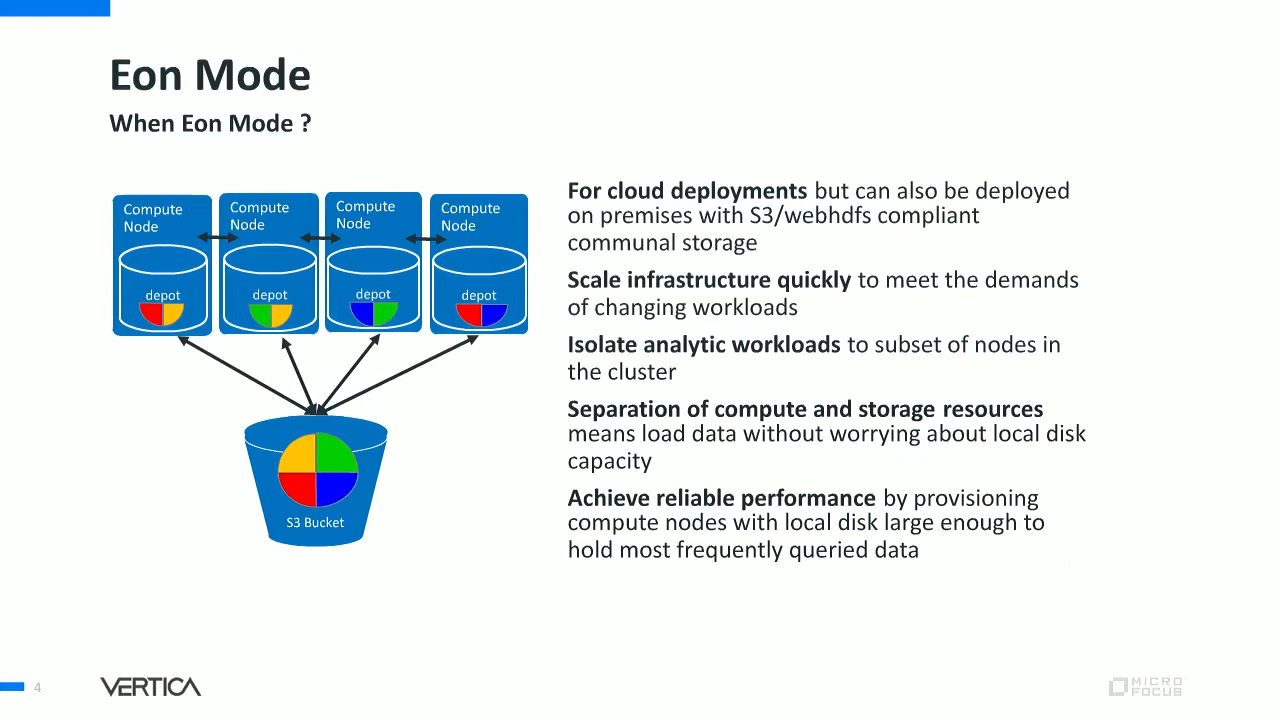 Eon Mode
When Eon Mode ?
Compute
Node
Compute
Node
Compute
Node
Compute
Node
depot
depot
depot
depot
S3 Bucket
For cloud deployments but can also be deployed
on premises with S3/webhdfs compliant
communal storage
Scale infrastructure quickly to meet the demands
of changing workloads
Isolate analytic workloads to subset of nodes in
the cluster
Separation of compute and storage resources
means load data without worrying about local disk
capacity
Achieve reliable performance by provisioning
compute nodes with local disk large enough to
hold most frequently queried data
4
VERTICA
MICRO
FOCUS